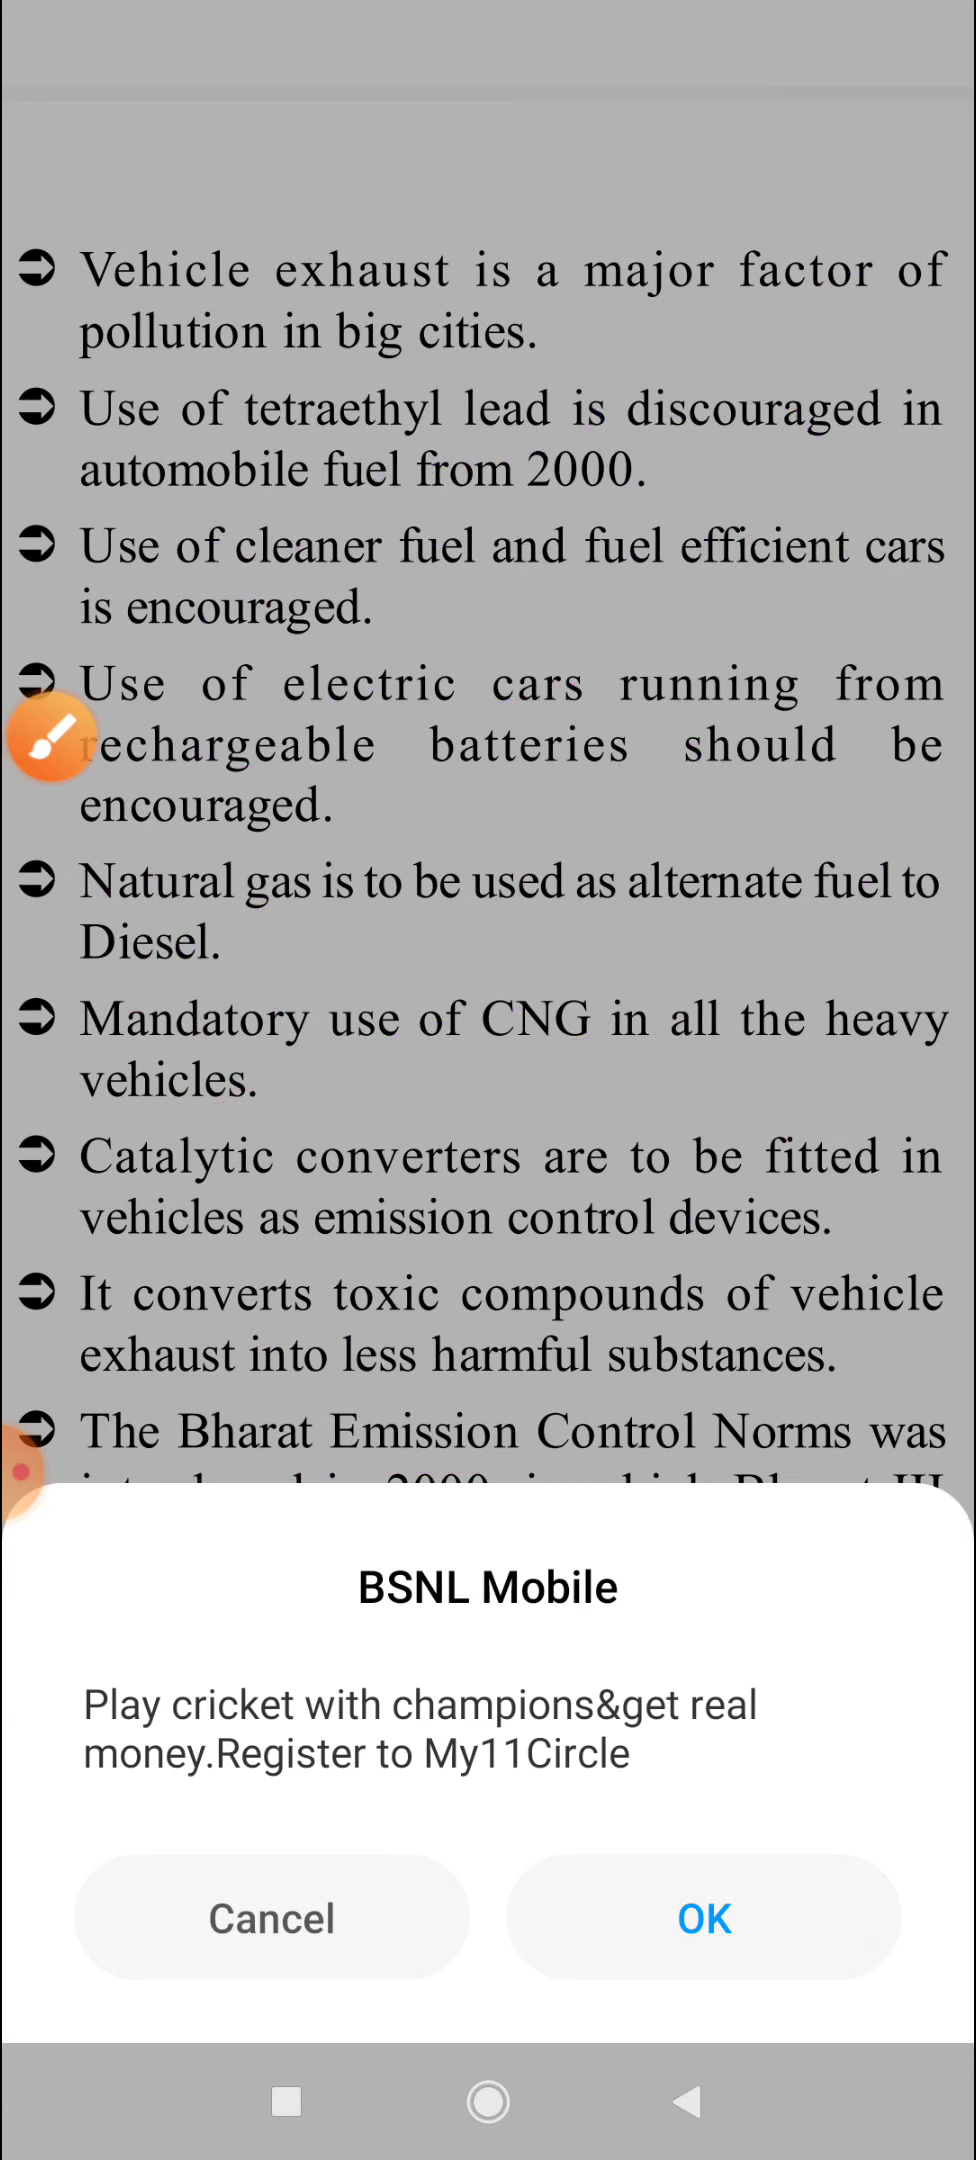 Vehicle exhaust is a major factor of
pollution in big cities.
Use of tetraethyl lead is discouraged in
automobile fuel from 2000.
Use of cleaner fuel and fuel efficient cars
is encouraged.
Use of electric cars running from
rechargeable batteries should be
encouraged.
Natural gas is to be used as alternate fuel to
Diesel.
Mandatory use of CNG in all the heavy
vehicles.
Catalytic converters are to be fitted in
vehicles as emission control devices.
It converts toxic compounds of vehicle
exhaust into less harmful substances.
The Bharat Emission Control Norms was
BSNL Mobile
Play cricket with champions&get real
money.Register to My11Circle
Cancel OK